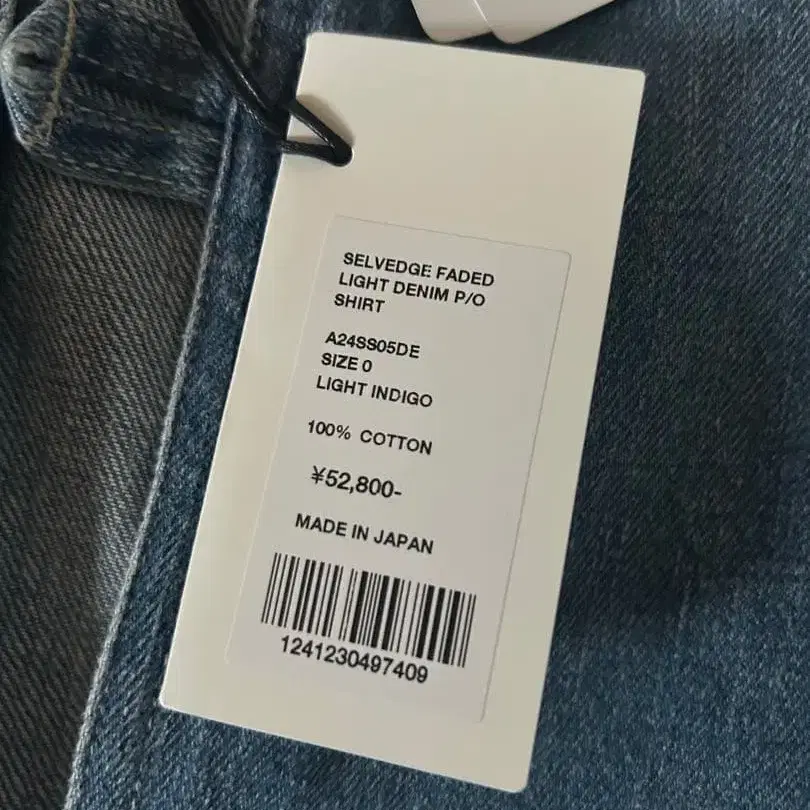 SELVEDGE FADED
LIGHT DENIM P/O
SHIRT
A24SS05DE
SIZE 0
LIGHT INDIGO
100% COTTON
¥52,800-
MADE IN JAPAN
1241230497409